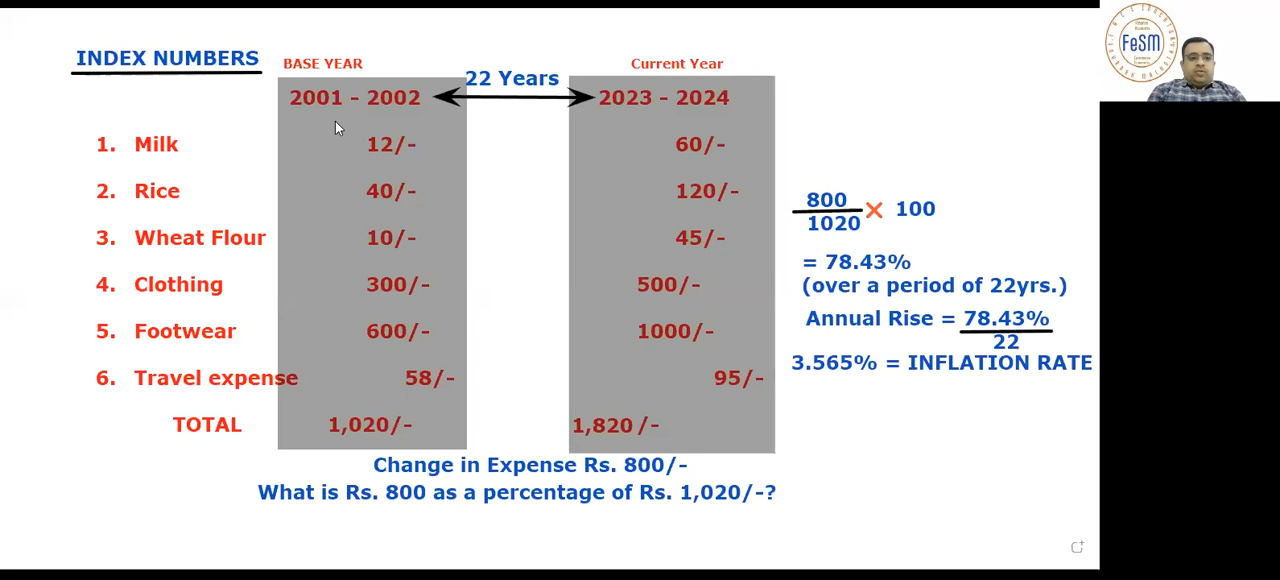 INDEX NUMBERS
BASE YEAR
22 Years
Current Year
2001 - 2002
2023 - 2024
1. Milk 12/- 60/-
2. Rice 40/- 120/-
3. Wheat Flour 10/- 45/-
4. Clothing 300/- 500/-
5. Footwear 600/- 1000/-
6. Travel expense 58/- 95/-
TOTAL 1,020/- 1,820 /-
Change in Expense Rs. 800/-
What is Rs. 800 as a percentage of Rs. 1,020/-?
800
1020
× 100
= 78.43%
(over a period of 22yrs.)
Annual Rise = 78.43%
22
3.565% = INFLATION RATE
FeSM